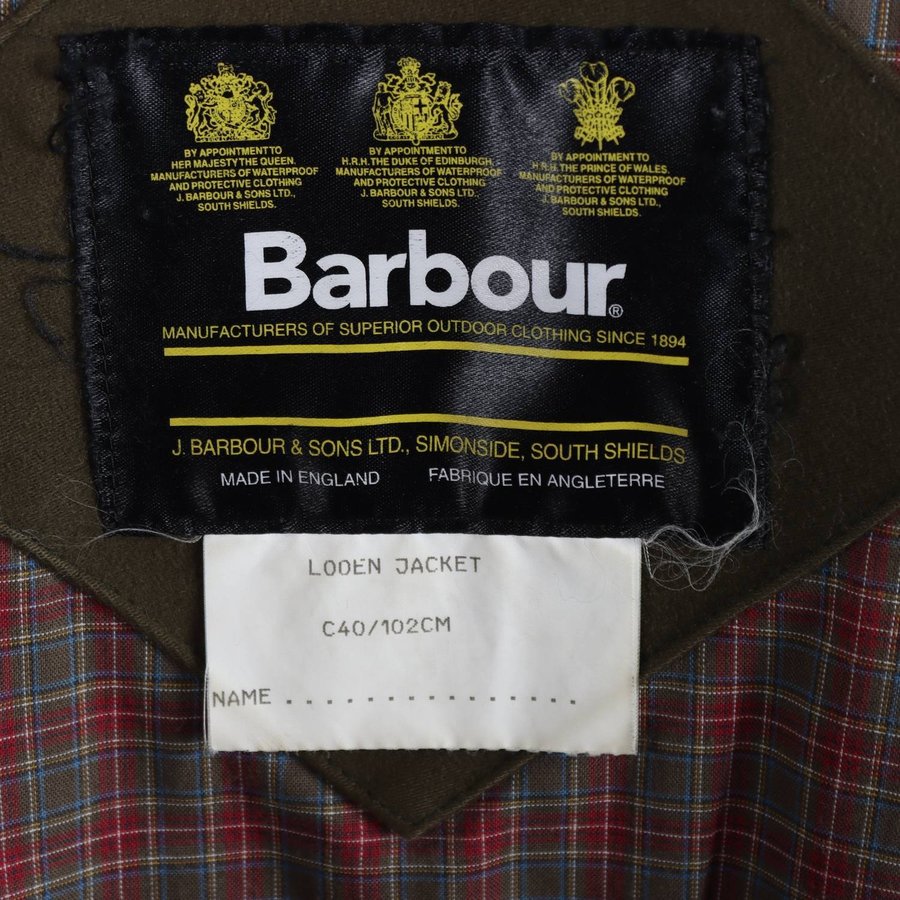 BY APPOINTMENT TO
HER MAJESTY THE QUEEN.
MANUFACTURERS OF WATERPROOF
AND PROTECTIVE CLOTHING
J. BARBOUR & SONS LTD.,
SOUTH SHIELDS.
BY APPOINTMENT TO
H.R.H. THE DUKE OF EDINBURGH,
MANUFACTURERS OF WATERPROOF
AND PROTECTIVE CLOTHING
J. BARBOUR & SONS LTD.,
SOUTH SHIELDS.
BY APPOINTMENT TO
H.R.H. THE PRINCE OF WALES.
MANUFACTURERS OF WATERPROOF
AND PROTECTIVE CLOTHING
J. BARBOUR & SONS LTD.,
SOUTH SHIELDS.
Barbour®
MANUFACTURERS OF SUPERIOR OUTDOOR CLOTHING SINCE 1894
J. BARBOUR & SONS LTD., SIMONSIDE, SOUTH SHIELDS
MADE IN ENGLAND FABRIQUE EN ANGLETERRE
LOOEN JACKET
C40/102CM
NAME ................